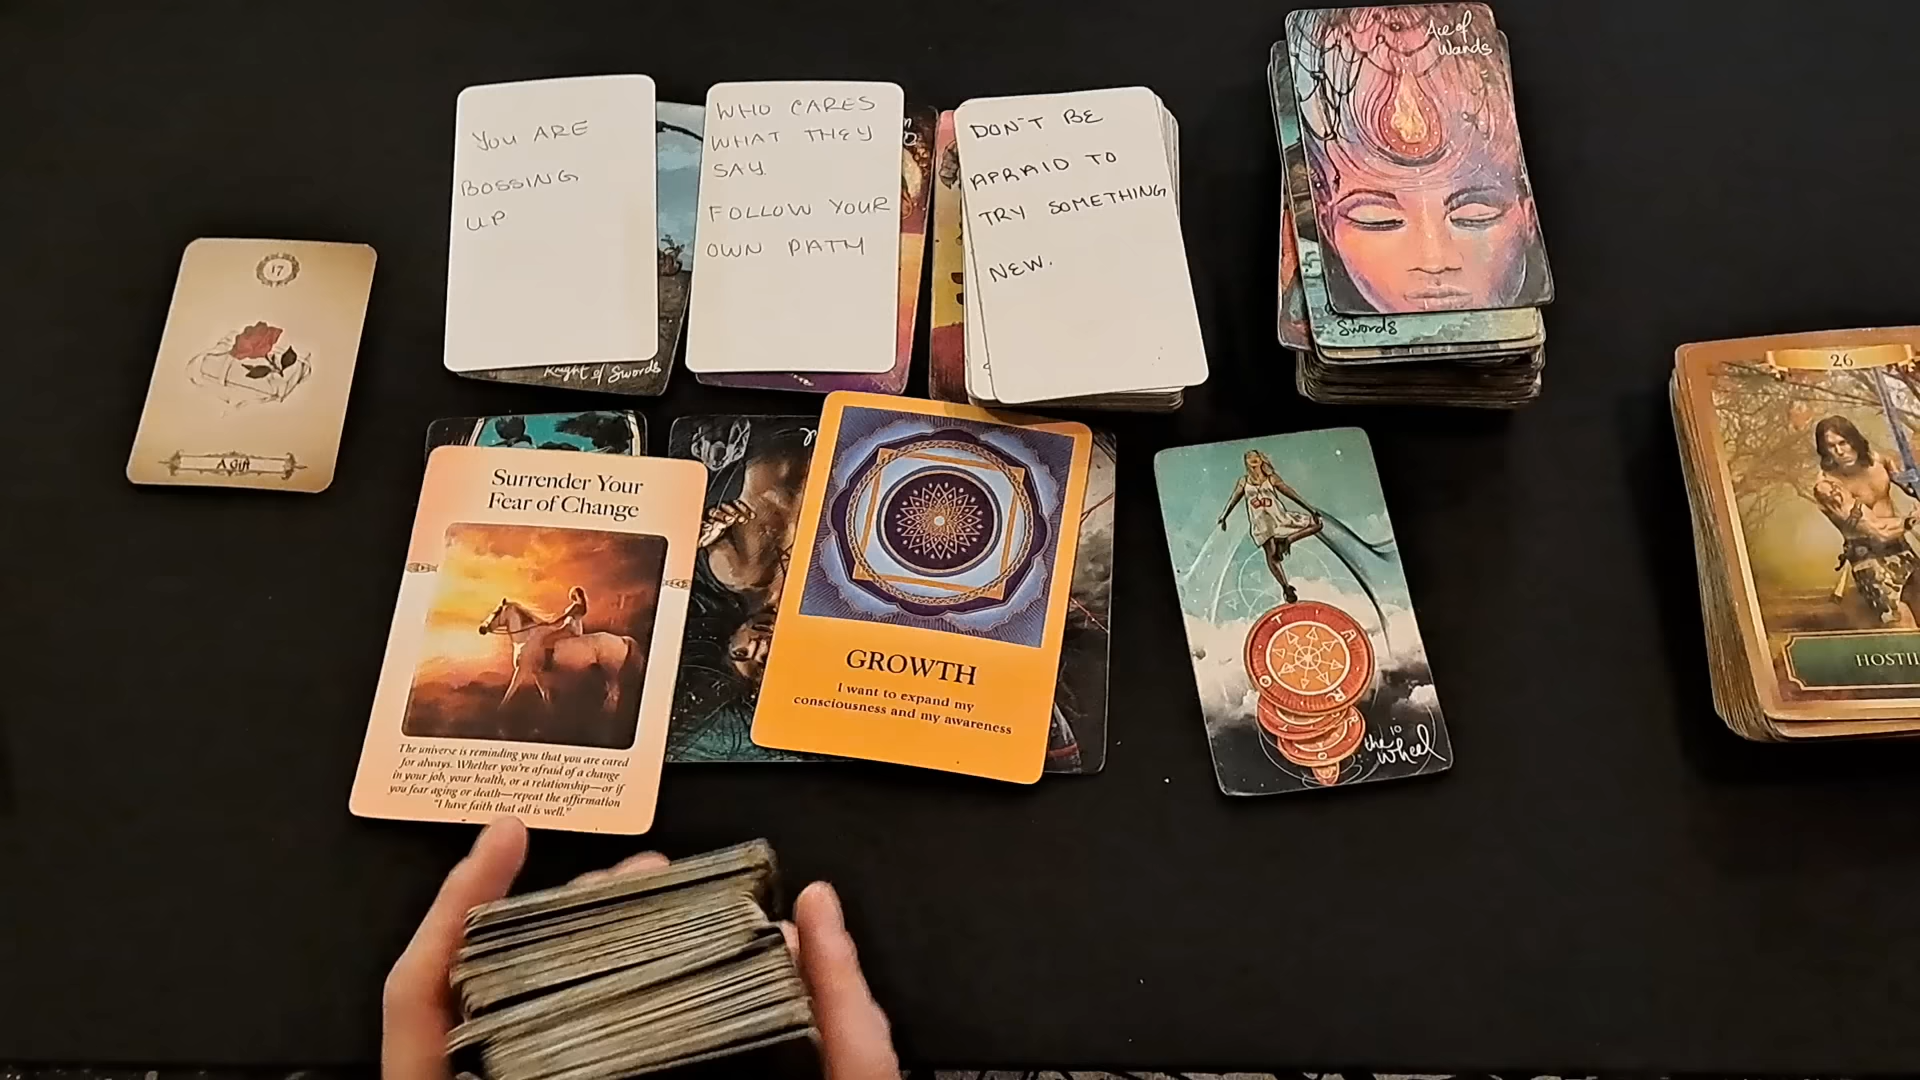 17
A Gift
YOU ARE
BOSSING
UP
Knight of Swords
WHO CARES
WHAT THEY
SAY
FOLLOW YOUR
OWN PATH
DON'T BE
AFRAID TO
TRY SOMETHING
NEW.
Ace of
Wands
Swords
26
HOSTIL
Surrender Your
Fear of Change
The universe is reminding you that you are cared
for always. Whether you're afraid of a change
in your job, your health, or a relationship—or if
you fear aging or death—repeat the affirmation
"I have faith that all is well."
GROWTH
I want to expand my
consciousness and my awareness
T A R O
10
the Wheel